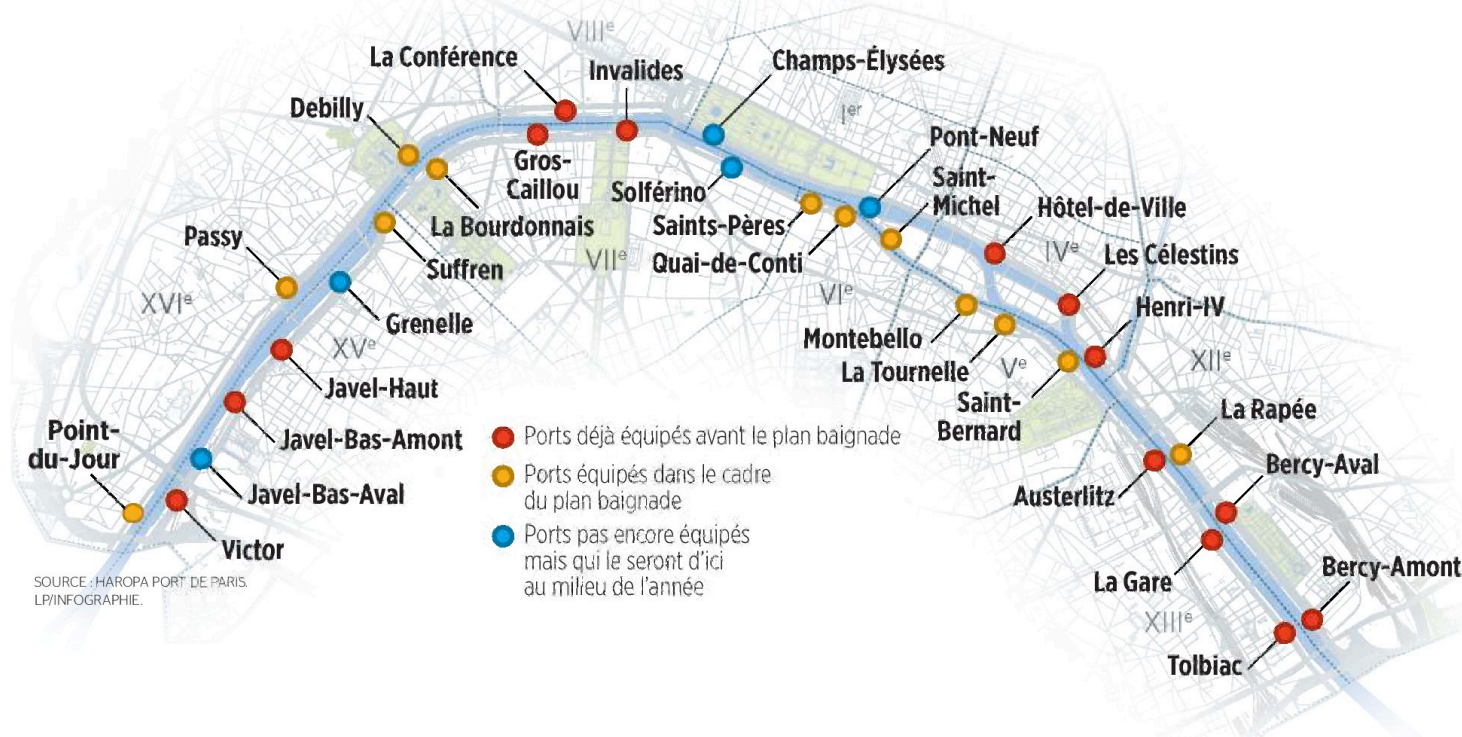 VIIIe
La Conférence
Invalides
Champs-Élysées
Debilly
Ier
Pont-Neuf
Gros-
Caillou
Solférino
Saint-
Michel
Hôtel-de-Ville
La Bourdonnais
Saints-Pères
Passy
Suffren
VIIe
Quai-de-Conti
IVe
Les Célestins
XVIe
VIe
Henri-IV
Grenelle
XVe
Montebello
XIIe
La Tournelle
Ve
Javel-Haut
Saint-
Bernard
La Rapée
Point-
du-Jour
Javel-Bas-Amont
Ports déjà équipés avant le plan baignade
Ports équipés dans le cadre
du plan baignade
Ports pas encore équipés
mais qui le seront d'ici
au milieu de l'année
Bercy-Aval
Javel-Bas-Aval
Austerlitz
Victor
La Gare
Bercy-Amont
XIIIe
Tolbiac
SOURCE : HAROPA PORT DE PARIS.
LP/INFOGRAPHIE.